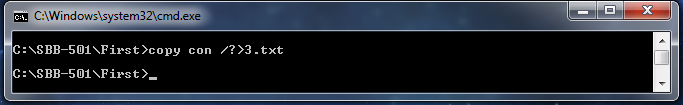 C:\Windows\system32\cmd.exe
C:\SBB-501\First>copy con /?>3.txt
C:\SBB-501\First>_